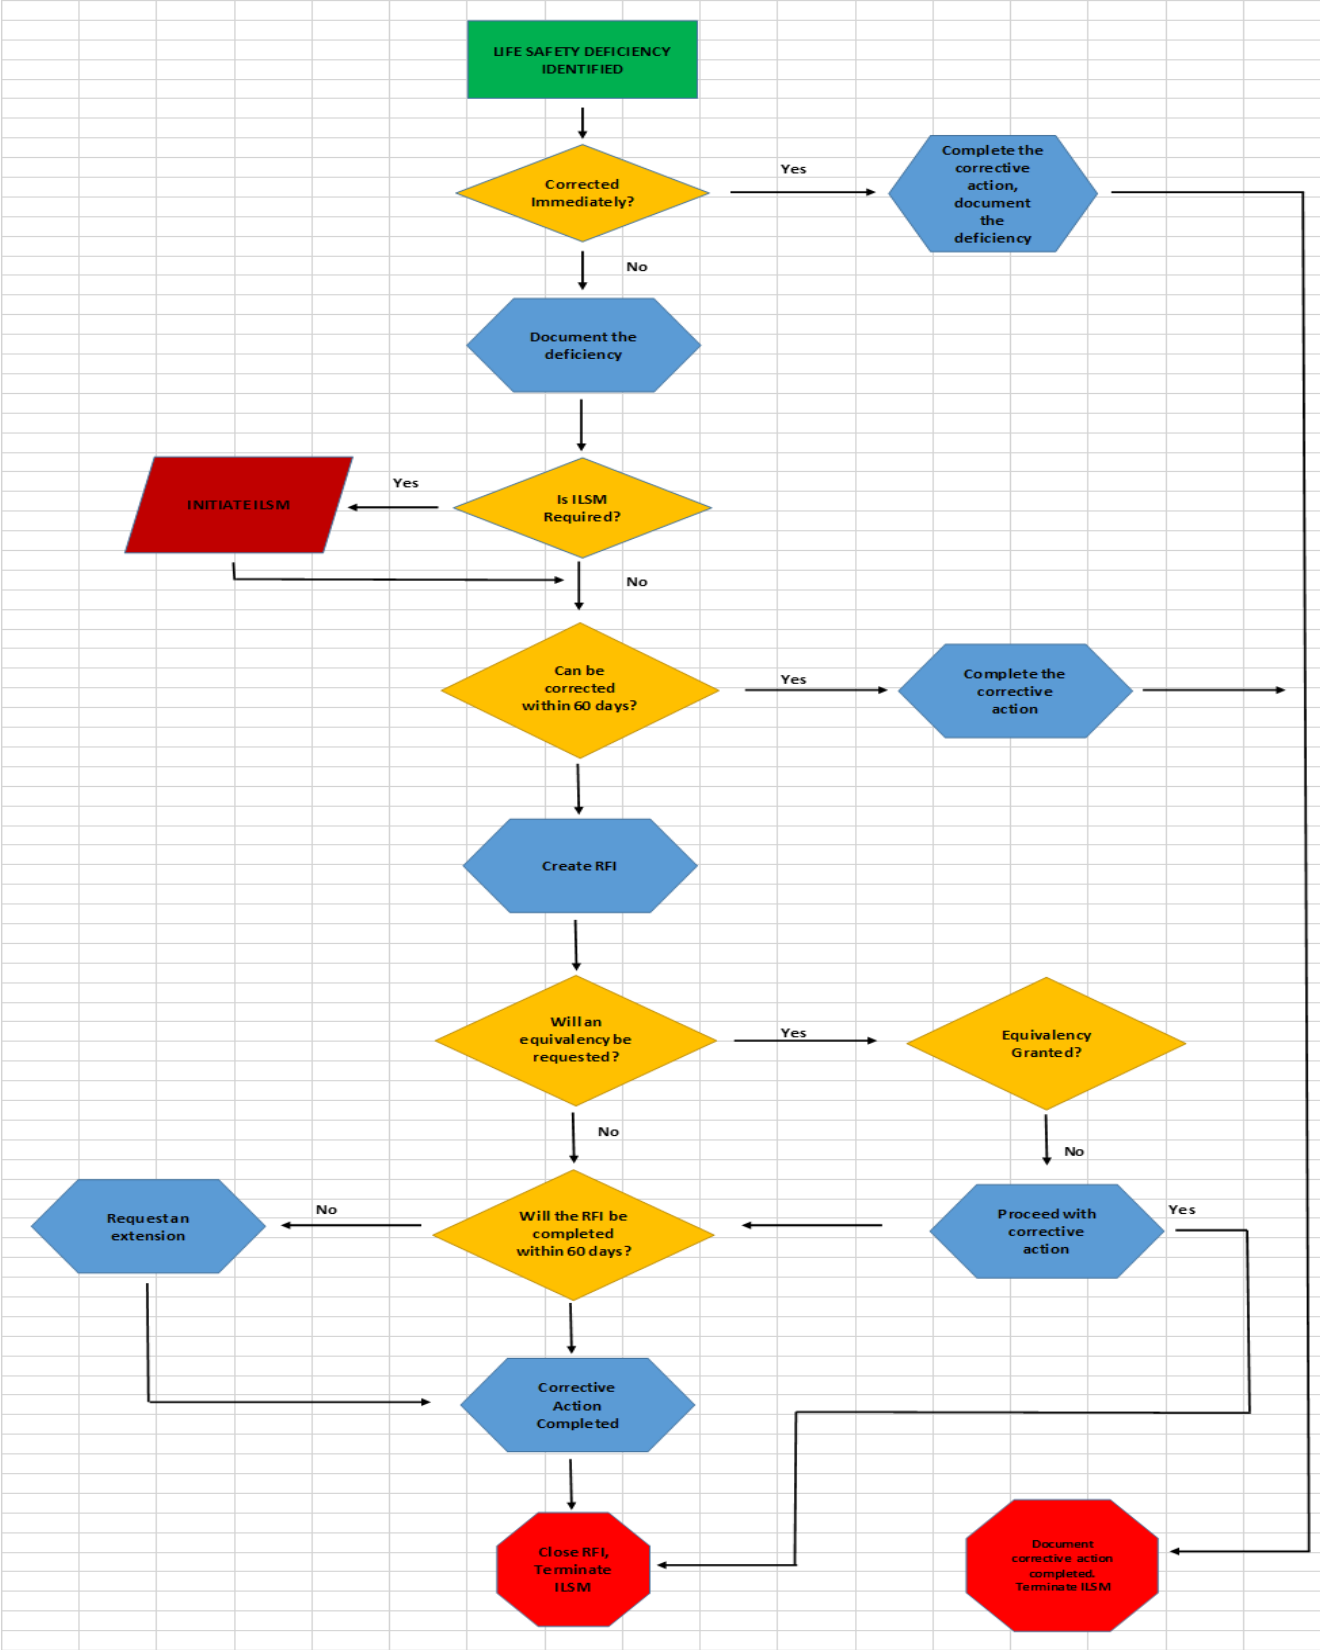 LIFE SAFETY DEFICIENCY
IDENTIFIED
Corrected
Immediately?
Yes
Complete the
corrective
action,
document
the
deficiency
No
Document the
deficiency
INITIATE ILSM
Yes
Is ILSM
Required?
No
Can be
corrected
within 60 days?
Yes
Complete the
corrective
action
Create RFI
Will an
equivalency be
requested?
Yes
Equivalency
Granted?
No
No
Request an
extension
No
Will the RFI be
completed
within 60 days?
Proceed with
corrective
action
Yes
Corrective
Action
Completed
Close RFI,
Terminate
ILSM
Document
corrective action
completed.
Terminate ILSM